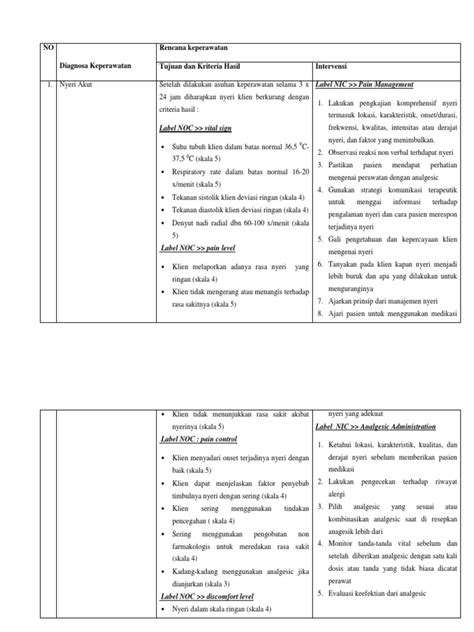 NO
Diagnosa Keperawatan
Rencana keperawatan
Tujuan dan Kriteria Hasil
Intervensi
1. Nyeri Akut
Setelah dilakukan asuhan keperawatan selama 3 x
24 jam diharapkan nyeri klien berkurang dengan
criteria hasil :
Label NOC >> vital sign
• Suhu tubuh klien dalam batas normal 36,5 ⁰C-
37,5 ⁰C (skala 5)
• Respiratory rate dalam batas normal 16-20
x/menit (skala 5)
• Tekanan sistolik klien deviasi ringan (skala 4)
• Tekanan diastolik klien deviasi ringan (skala 4)
• Denyut nadi radial dbn 60-100 x/menit (skala
5)
Label NOC >> pain level
• Klien melaporkan adanya rasa nyeri yang
ringan (skala 4)
• Klien tidak mengerang atau menangis terhadap
rasa sakitnya (skala 5)
Label NIC >> Pain Management
1. Lakukan pengkajian komprehensif nyeri
termasuk lokasi, karakteristik, onset/durasi,
frekwensi, kwalitas, intensitas atau derajat
nyeri, dan faktor yang menimbulkan.
2. Observasi reaksi non verbal terhdapat nyeri
3. Pastikan pasien mendapat perhatian
mengenai perawatan dengan analgesic
4. Gunakan strategi komunikasi terapeutik
untuk menggai informasi terhadap
pengalaman nyeri dan cara pasien merespon
terjadinya nyeri
5. Gali pengetahuan dan kepercayaan klien
mengenai nyeri
6. Tanyakan pada klien kapan nyeri menjadi
lebih buruk dan apa yang dilakukan untuk
menguranginya
7. Ajarkan prinsip dari manajemen nyeri
8. Ajari pasien untuk menggunakan medikasi
• Klien tidak menunjukkan rasa sakit akibat
nyerinya (skala 5)
Label NOC : pain control
• Klien menyadari onset terjadinya nyeri dengan
baik (skala 5)
• Klien dapat menjelaskan faktor penyebab
timbulnya nyeri dengan sering (skala 4)
• Klien sering menggunakan tindakan
pencegahan ( skala 4)
• Sering menggunakan pengobatan non
farmakologis untuk meredakan rasa sakit
(skala 4)
• Kadang-kadang menggunakan analgesic jika
dianjurkan (skala 3)
Label NOC >> discomfort level
• Nyeri dalam skala ringan (skala 4)
nyeri yang adequat
Label NIC >> Analgesic Administration
1. Ketahui lokasi, karakteristik, kualitas, dan
derajat nyeri sebelum memberikan pasien
medikasi
2. Lakukan pengecekan terhadap riwayat
alergi
3. Pilih analgesic yang sesuai atau
kombinasikan analgesic saat di resepkan
anagesik lebih dari
4. Monitor tanda-tanda vital sebelum dan
setelah diberikan analgesic dengan satu kali
dosis atau tanda yang tidak biasa dicatat
perawat
5. Evaluasi keefektian dari analgesic